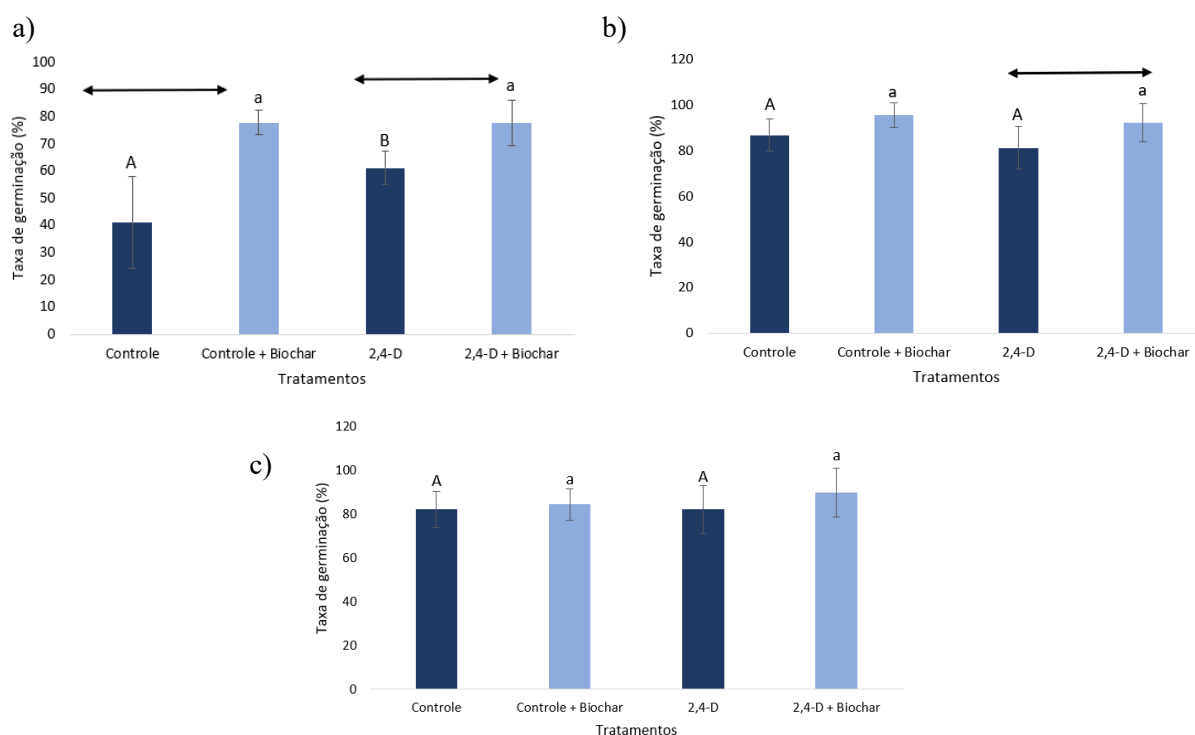 a)
100
90
80
70
60
50
40
30
20
10
0
Taxa de germinação (%)
A
a
B
a
Controle
Controle + Biochar
2,4-D
2,4-D + Biochar
Tratamentos
b)
120
100
80
60
40
20
0
Taxa de germinação (%)
A
a
A
a
Controle
Controle + Biochar
2,4-D
2,4-D + Biochar
Tratamentos
c)
120
100
80
60
40
20
0
Taxa de germinação (%)
A
a
A
a
Controle
Controle + Biochar
2,4-D
2,4-D + Biochar
Tratamentos